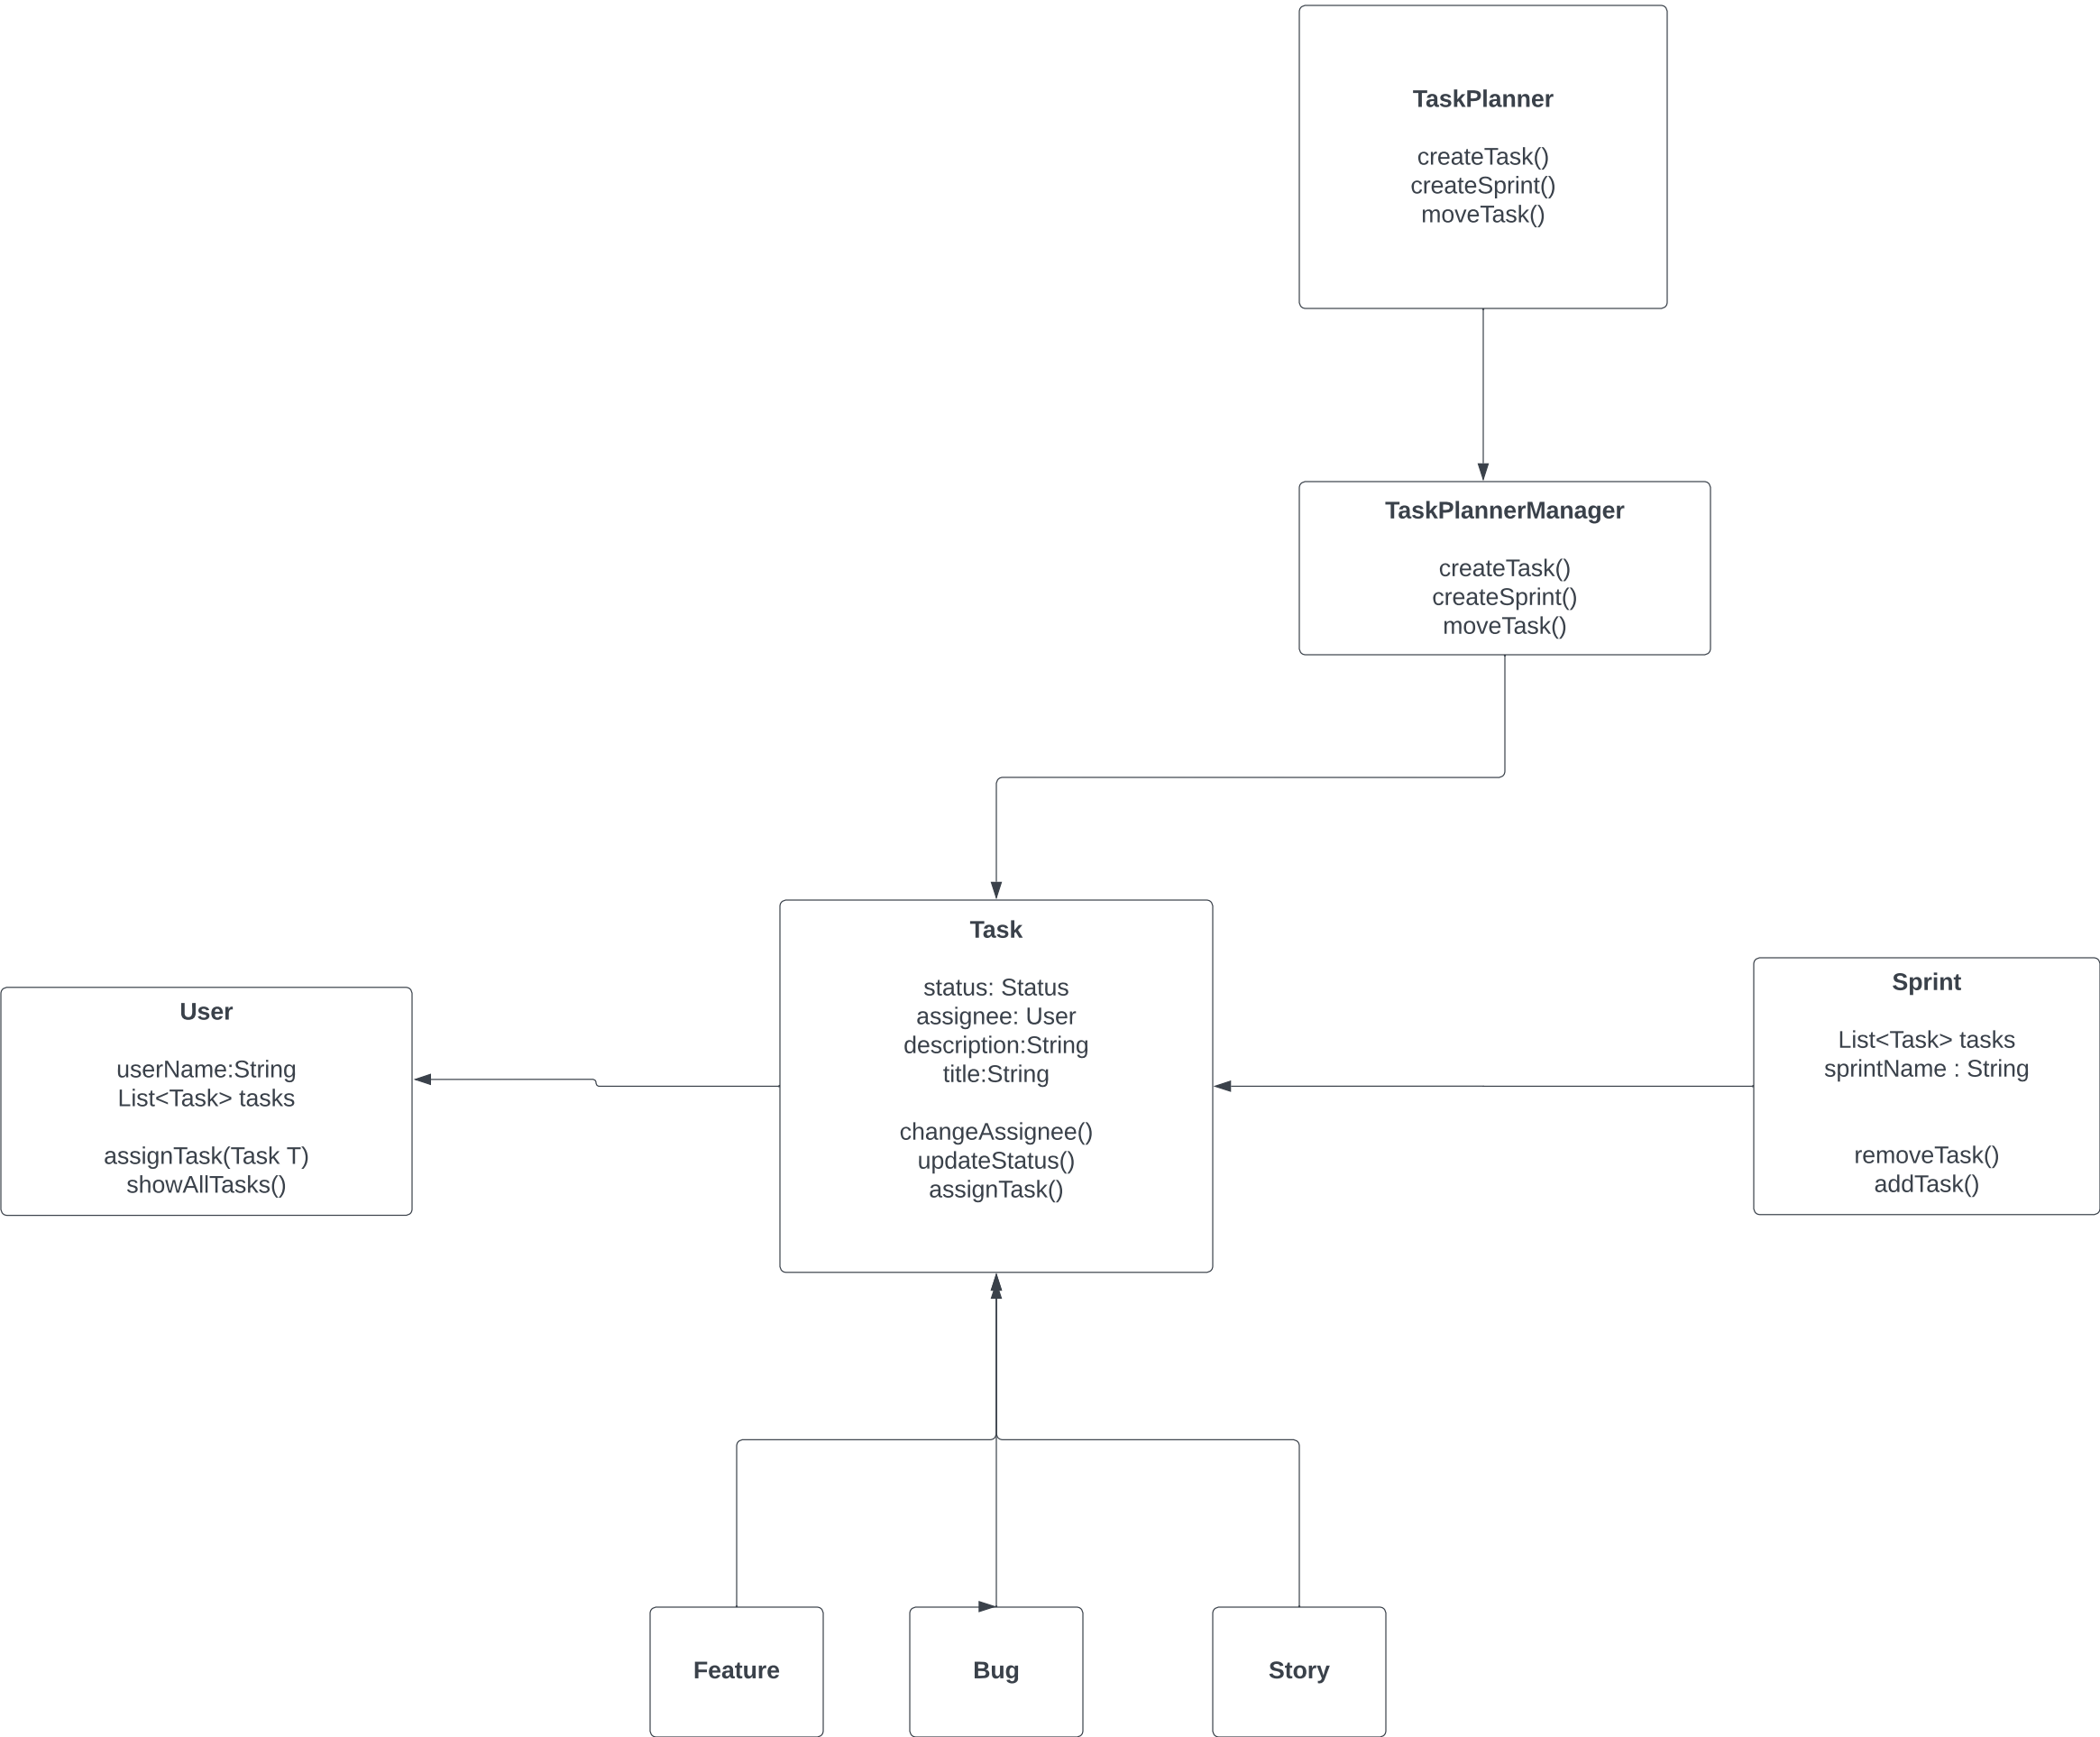 TaskPlanner
createTask()
createSprint()
moveTask()
TaskPlannerManager
createTask()
createSprint()
moveTask()
Task
status: Status
assignee: User
description:String
title:String
changeAssignee()
updateStatus()
assignTask()
User
userName:String
List<Task> tasks
assignTask(Task T)
showAllTasks()
Sprint
List<Task> tasks
sprintName : String
removeTask()
addTask()
Feature
Bug
Story